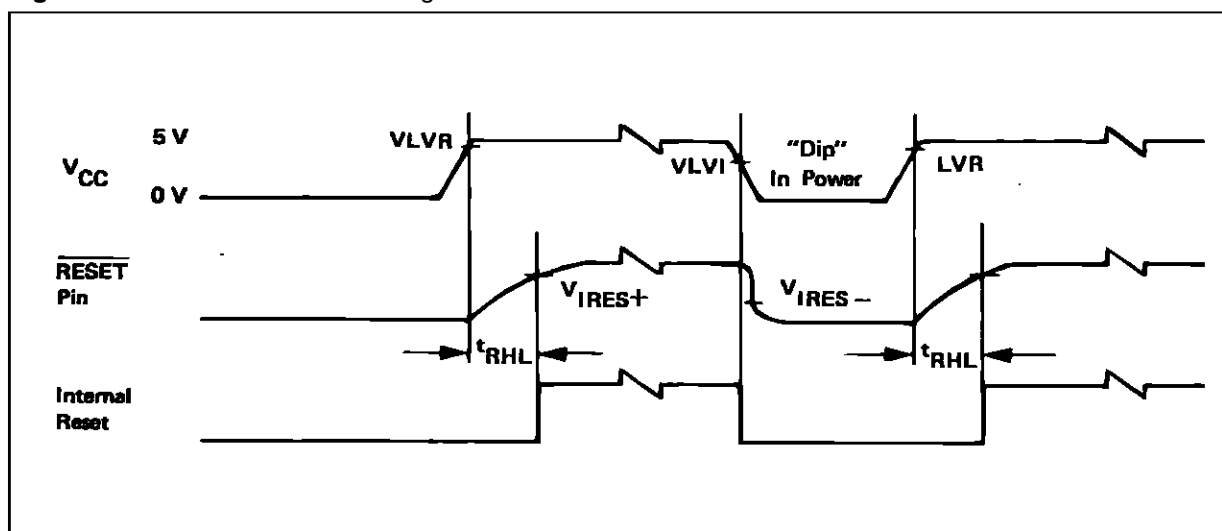 5 V
VCC
0 V
VLVR
VLVI
"Dip"
In Power
LVR
RESET
Pin
VIRES+
VIRES−
tRHL
tRHL
Internal
Reset